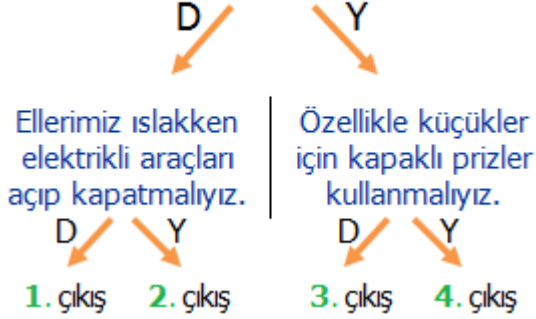 D Y
Ellerimiz ıslakken
elektrikli araçları
açıp kapatmalıyız.
Özellikle küçükler
için kapaklı prizler
kullanmalıyız.
D Y D Y
1. çıkış 2. çıkış 3. çıkış 4. çıkış